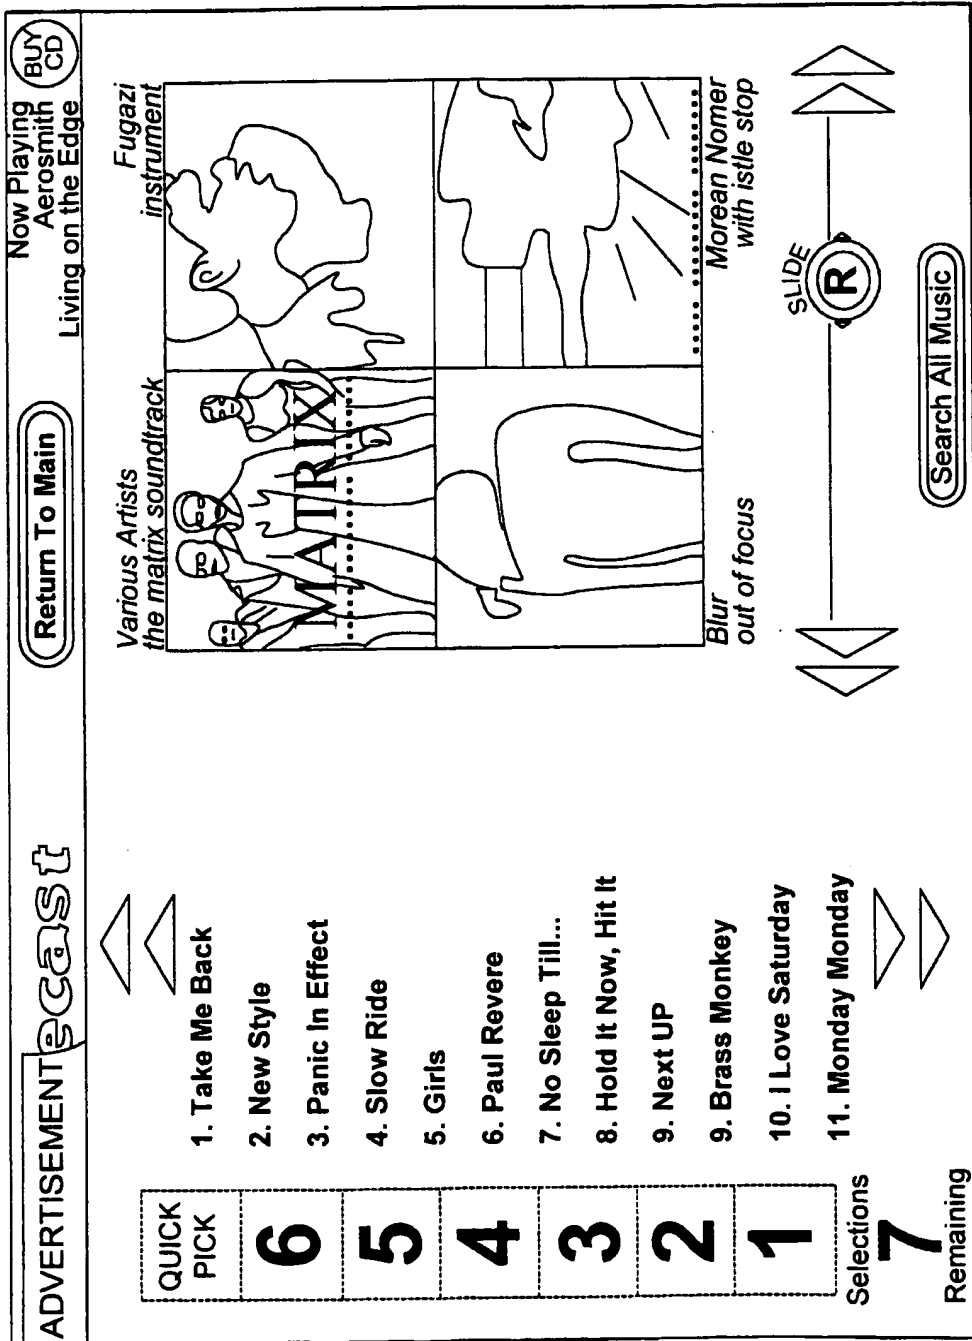 ADVERTISEMENT
ecast
Return To Main
Now Playing
Aerosmith
Living on the Edge
BUY
CD
QUICK
PICK
6
5
4
3
2
1
Selections
7
Remaining
1. Take Me Back
2. New Style
3. Panic In Effect
4. Slow Ride
5. Girls
6. Paul Revere
7. No Sleep Till...
8. Hold It Now, Hit It
9. Next UP
9. Brass Monkey
10. I Love Saturday
11. Monday Monday
Various Artists
the matrix soundtrack
Fugazi
instrument
MATRIX
Blur
out of focus
Morean Nomer
with istle stop
SLIDE
R
Search All Music